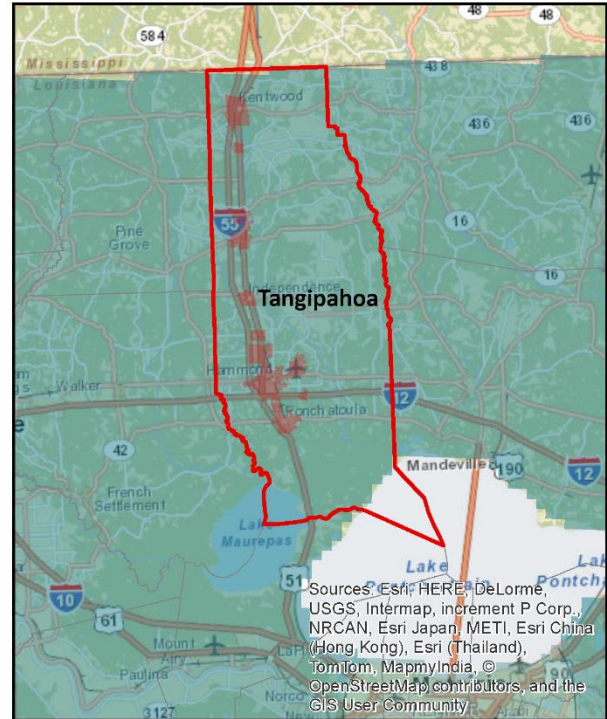 48
48
584
Mississippi
Louisiana
438
Kentwood
436
436
55
16
Pine
Grove
16
Independence
Tangipahoa
Hammond
Walker
12
Ponchatoula
42
Mandeville
190
12
French
Settlement
Lake
Maurepas
Lake
51
10
61
Mount
Airy
Paulina
3127
Norco
Sources: Esri, HERE, DeLorme,
USGS, Intermap, increment P Corp.,
NRCAN, Esri Japan, METI, Esri China
(Hong Kong), Esri (Thailand),
TomTom, MapmyIndia, ©
OpenStreetMap contributors, and the
GIS User Community